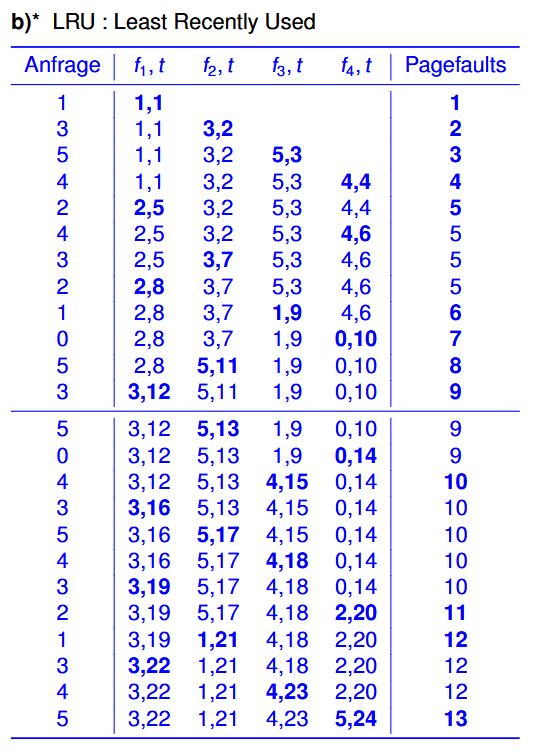 b)* LRU : Least Recently Used
Anfrage f₁, t f₂, t f₃, t f₄, t Pagefaults
1 1,1 1
3 1,1 3,2 2
5 1,1 3,2 5,3 3
4 1,1 3,2 5,3 4,4 4
2 2,5 3,2 5,3 4,4 5
4 2,5 3,2 5,3 4,6 5
3 2,5 3,7 5,3 4,6 5
2 2,8 3,7 5,3 4,6 5
1 2,8 3,7 1,9 4,6 6
0 2,8 3,7 1,9 0,10 7
5 2,8 5,11 1,9 0,10 8
3 3,12 5,11 1,9 0,10 9
5 3,12 5,13 1,9 0,10 9
0 3,12 5,13 1,9 0,14 9
4 3,12 5,13 4,15 0,14 10
3 3,16 5,13 4,15 0,14 10
5 3,16 5,17 4,15 0,14 10
4 3,16 5,17 4,18 0,14 10
3 3,19 5,17 4,18 0,14 10
2 3,19 5,17 4,18 2,20 11
1 3,19 1,21 4,18 2,20 12
3 3,22 1,21 4,18 2,20 12
4 3,22 1,21 4,23 2,20 12
5 3,22 1,21 4,23 5,24 13